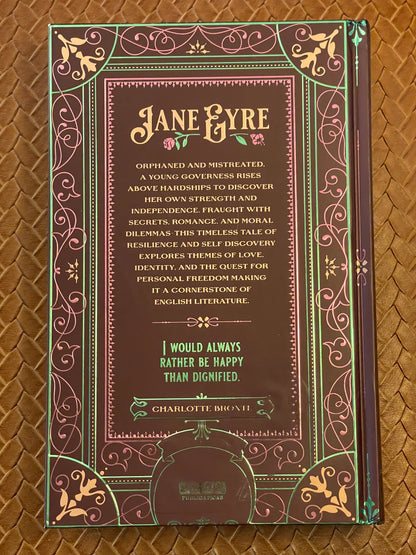 JANE EYRE
ORPHANED AND MISTREATED,
A YOUNG GOVERNESS RISES
ABOVE HARDSHIPS TO DISCOVER
HER OWN STRENGTH AND
INDEPENDENCE. FRAUGHT WITH
SECRETS, ROMANCE, AND MORAL
DILEMMAS-THIS TIMELESS TALE OF
RESILIENCE AND SELF DISCOVERY
EXPLORES THEMES OF LOVE,
IDENTITY, AND THE QUEST FOR
PERSONAL FREEDOM MAKING
IT A CORNERSTONE OF
ENGLISH LITERATURE.
I WOULD ALWAYS
RATHER BE HAPPY
THAN DIGNIFIED.
CHARLOTTE